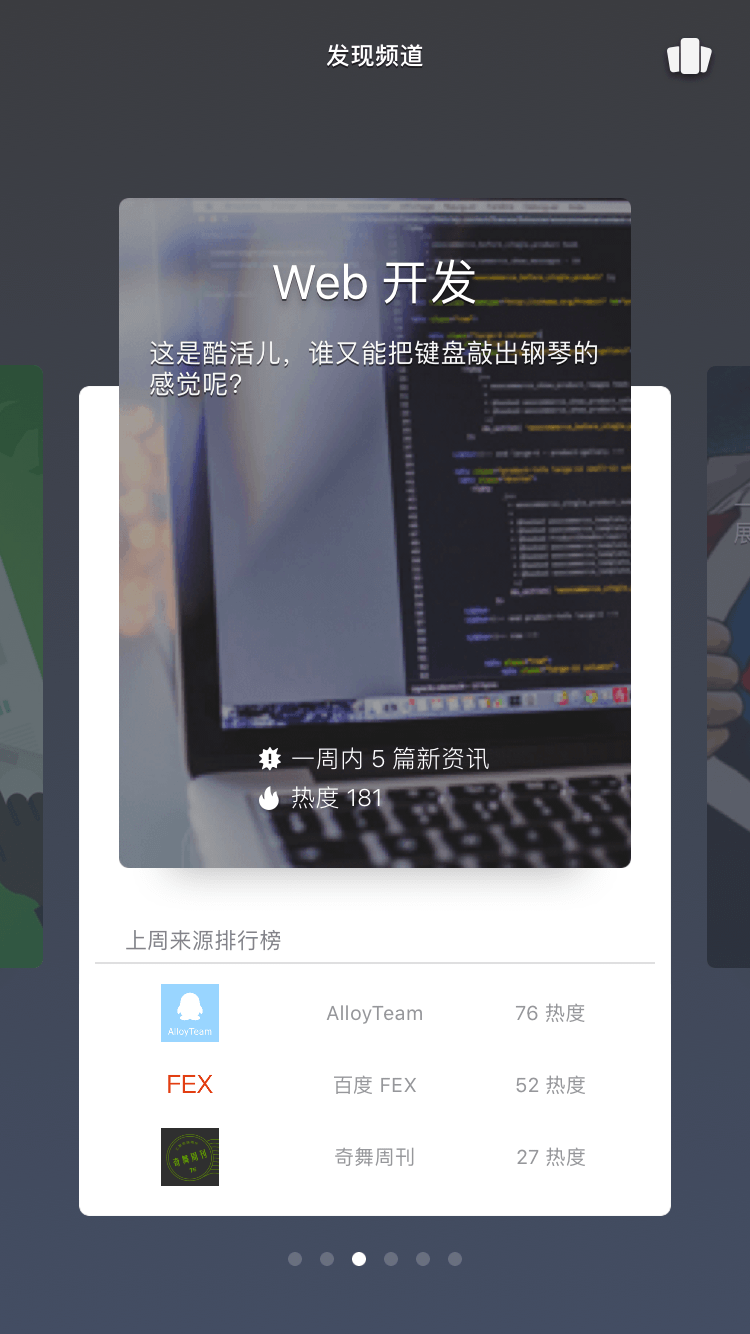 发现频道
Web 开发
这是酷活儿，谁又能把键盘敲出钢琴的
感觉呢?
一周内 5 篇新资讯
热度 181
上周来源排行榜
AlloyTeam
AlloyTeam
76 热度
FEX
百度 FEX
52 热度
奇舞周刊
奇舞周刊
27 热度
展